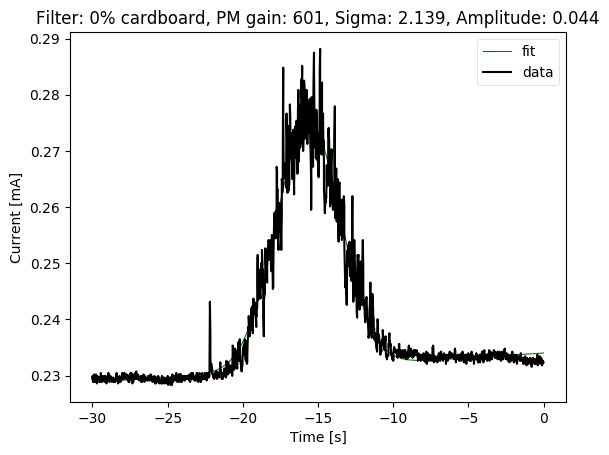 Filter: 0% cardboard, PM gain: 601, Sigma: 2.139, Amplitude: 0.044
fit
data
0.29
0.28
0.27
0.26
0.25
0.24
0.23
Current [mA]
−30
−25
−20
−15
−10
−5
0
Time [s]